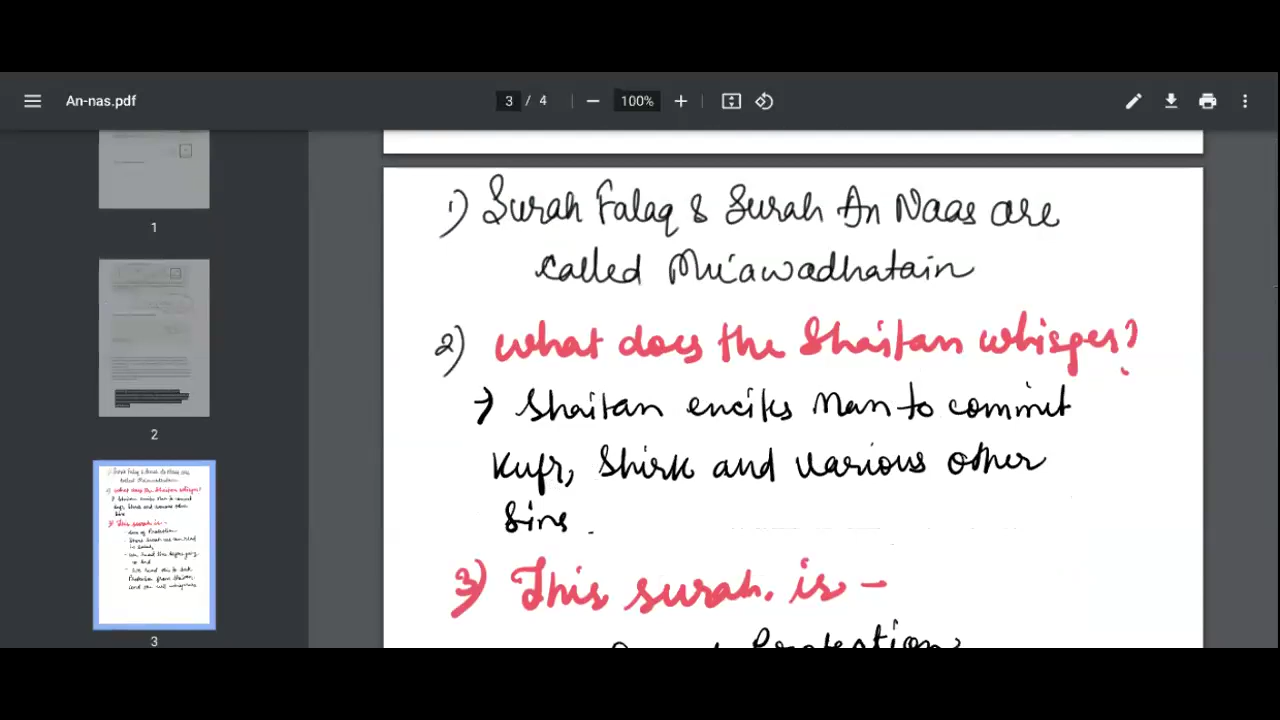 An-nas.pdf
3 / 4
100%
1
2
3
1) Surah Falaq & Surah An Naas are
called Mu'awadhatain
2) What does the Shaitan whisper?
→ Shaitan encites Man to commit
Kufr, Shirk and various other
Sins.
3) This surah. is -
Protection